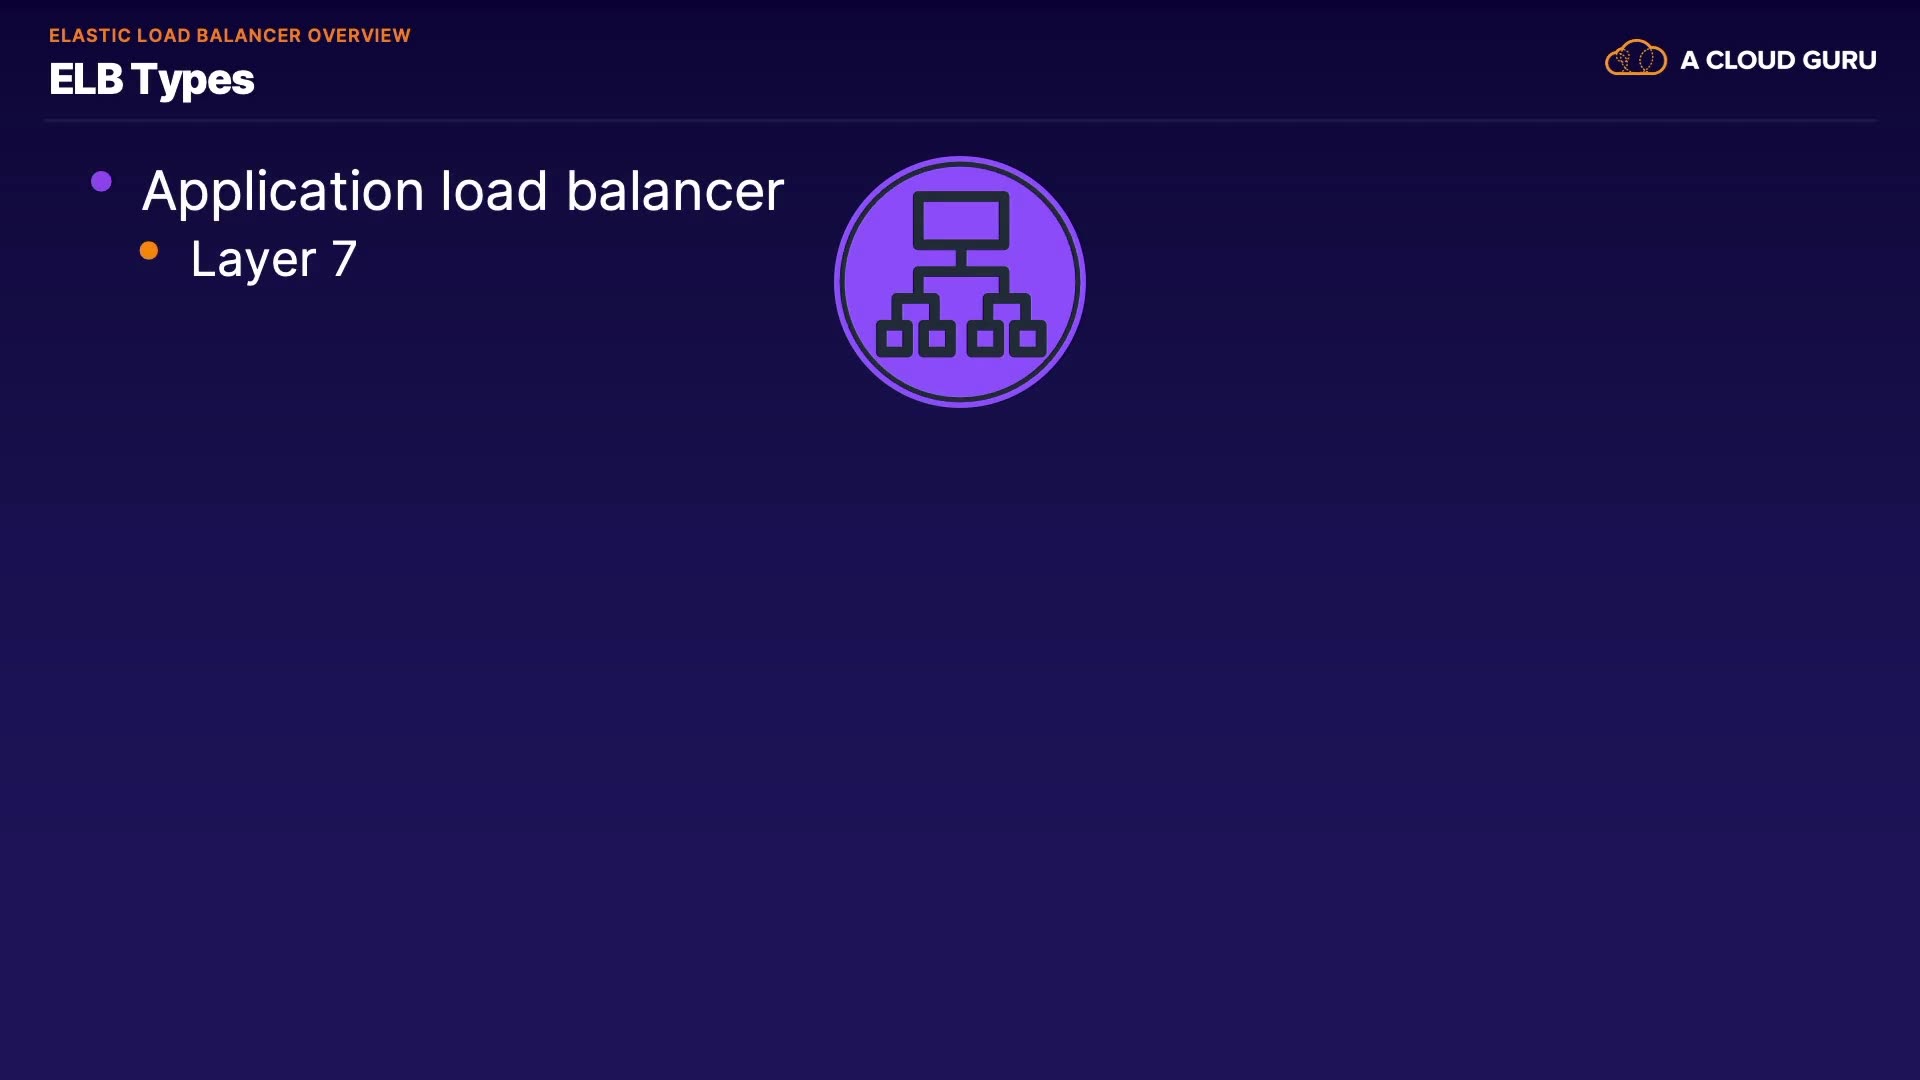 ELASTIC LOAD BALANCER OVERVIEW
ELB Types
A CLOUD GURU
Application load balancer
Layer 7